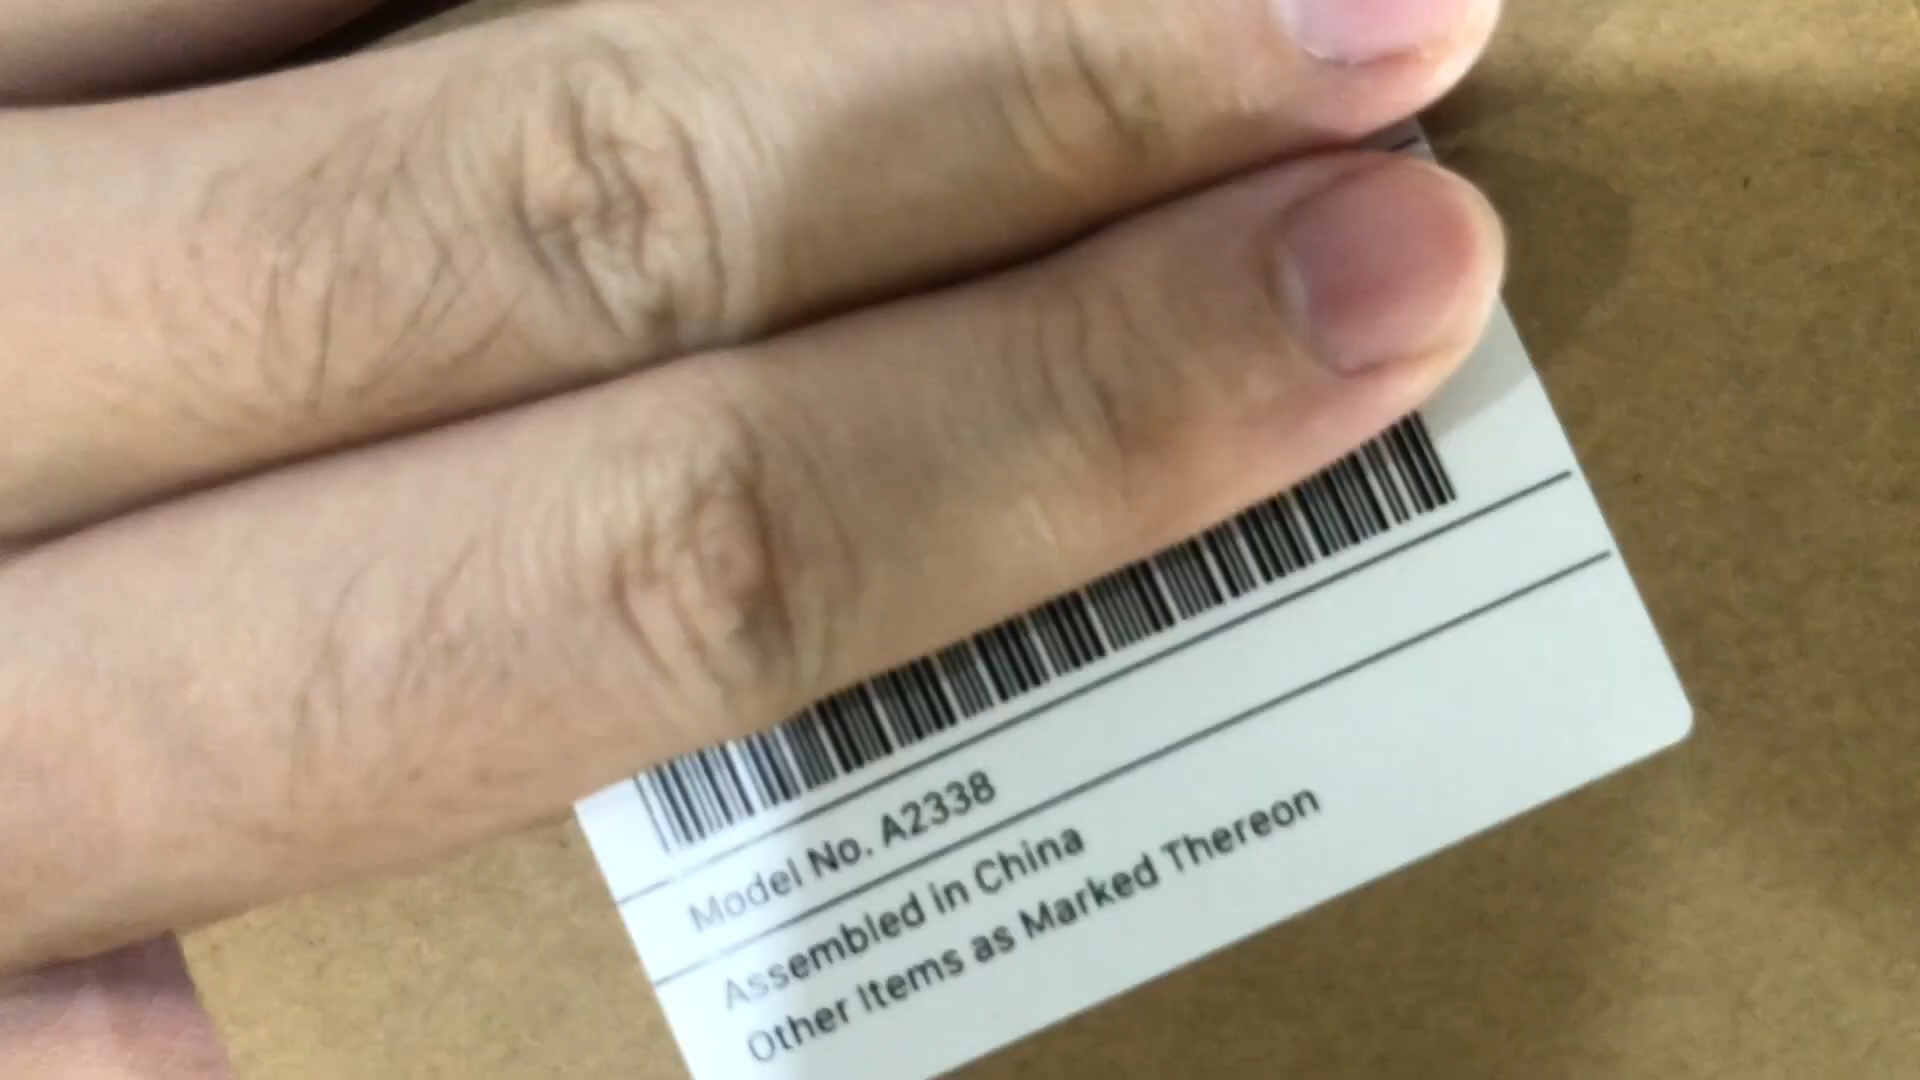 Model No. A2338
Assembled in China
Other Items as Marked Thereon